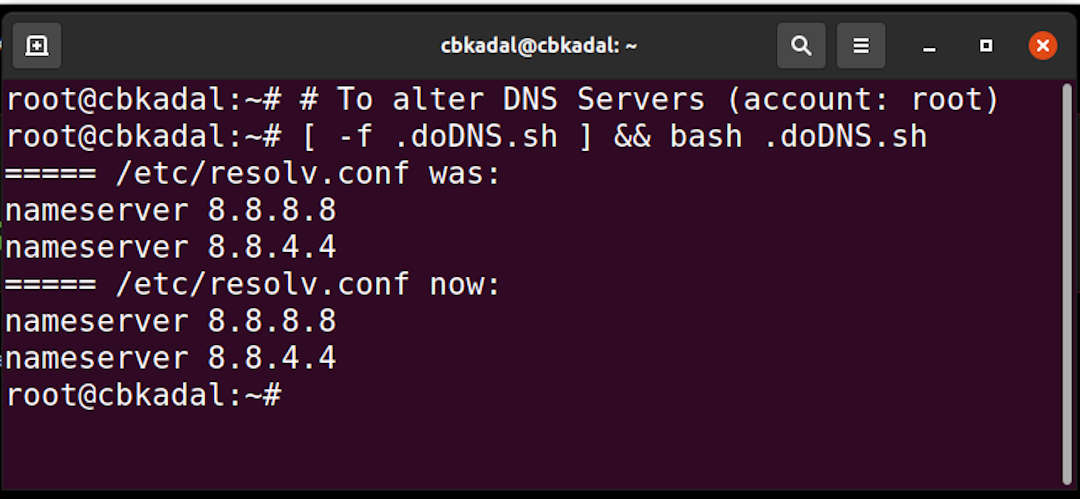 cbkadal@cbkadal: ~
root@cbkadal:~# # To alter DNS Servers (account: root)
root@cbkadal:~# [ -f .doDNS.sh ] && bash .doDNS.sh
===== /etc/resolv.conf was:
nameserver 8.8.8.8
nameserver 8.8.4.4
===== /etc/resolv.conf now:
nameserver 8.8.8.8
nameserver 8.8.4.4
root@cbkadal:~#